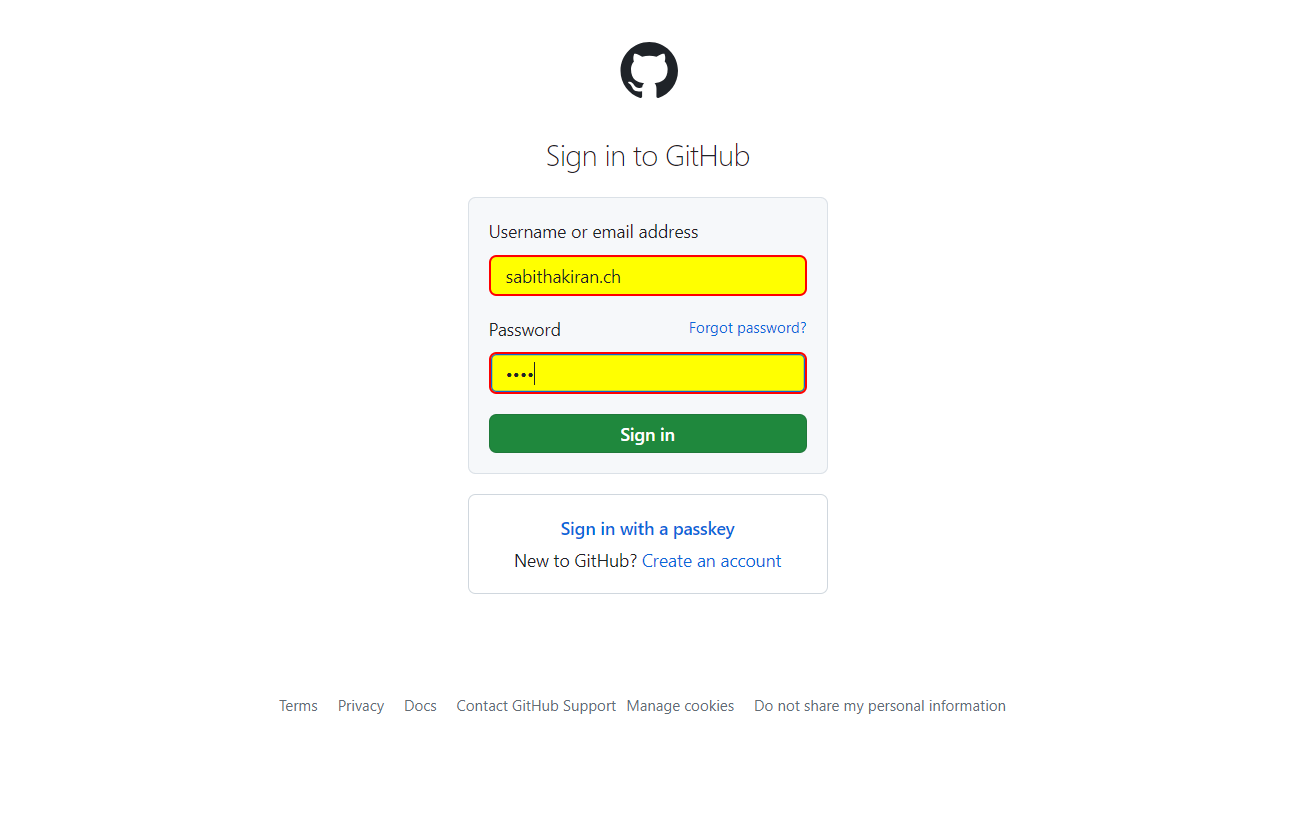 Sign in to GitHub
Username or email address
sabithakiran.ch
Password Forgot password?
••••
Sign in
Sign in with a passkey
New to GitHub? Create an account
Terms Privacy Docs Contact GitHub Support Manage cookies Do not share my personal information